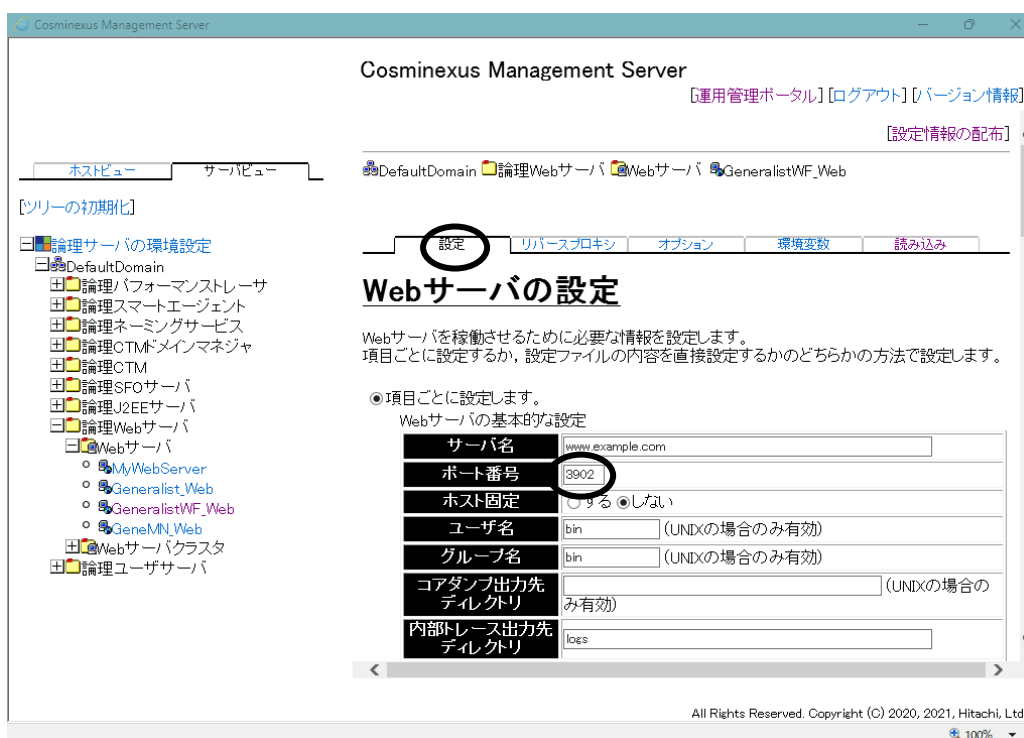 Cosminexus Management Server
Cosminexus Management Server
[運用管理ポータル] [ログアウト] [バージョン情報]
[設定情報の配布]
ホストビュー サーバビュー
[ツリーの初期化]
論理サーバの環境設定
DefaultDomain
論理パフォーマンストレーサ
論理スマートエージェント
論理ネーミングサービス
論理CTMドメインマネジャ
論理CTM
論理SFOサーバ
論理J2EEサーバ
論理Webサーバ
Webサーバ
MyWebServer
Generalist_Web
GeneralistWF_Web
GeneMN_Web
Webサーバクラスタ
論理ユーザサーバ
DefaultDomain 論理Webサーバ Webサーバ GeneralistWF_Web
設定 リバースプロキシ オプション 環境変数 読み込み
Webサーバの設定
Webサーバを稼働させるために必要な情報を設定します。
項目ごとに設定するか，設定ファイルの内容を直接設定するかのどちらかの方法で設定します。
項目ごとに設定します。
Webサーバの基本的な設定
サーバ名 www.example.com
ポート番号 3902
ホスト固定 する しない
ユーザ名 bin (UNIXの場合のみ有効)
グループ名 bin (UNIXの場合のみ有効)
コアダンプ出力先
ディレクトリ
(UNIXの場合の
み有効)
内部トレース出力先
ディレクトリ
logs
All Rights Reserved. Copyright (C) 2020, 2021, Hitachi, Ltd
100%